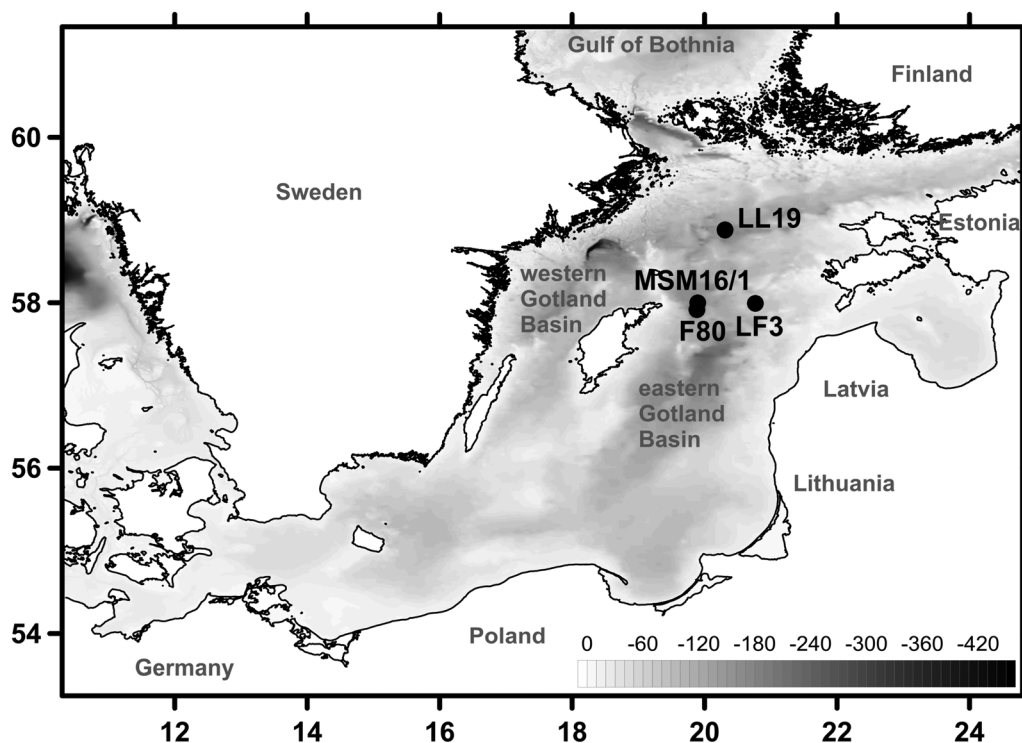 Gulf of Bothnia
Finland
60
Sweden
LL19
Estonia
western
Gotland
Basin
MSM16/1
58
F80
LF3
eastern
Gotland
Basin
Latvia
56
Lithuania
54
Poland
Germany
0 -60 -120 -180 -240 -300 -360 -420
12 14 16 18 20 22 24